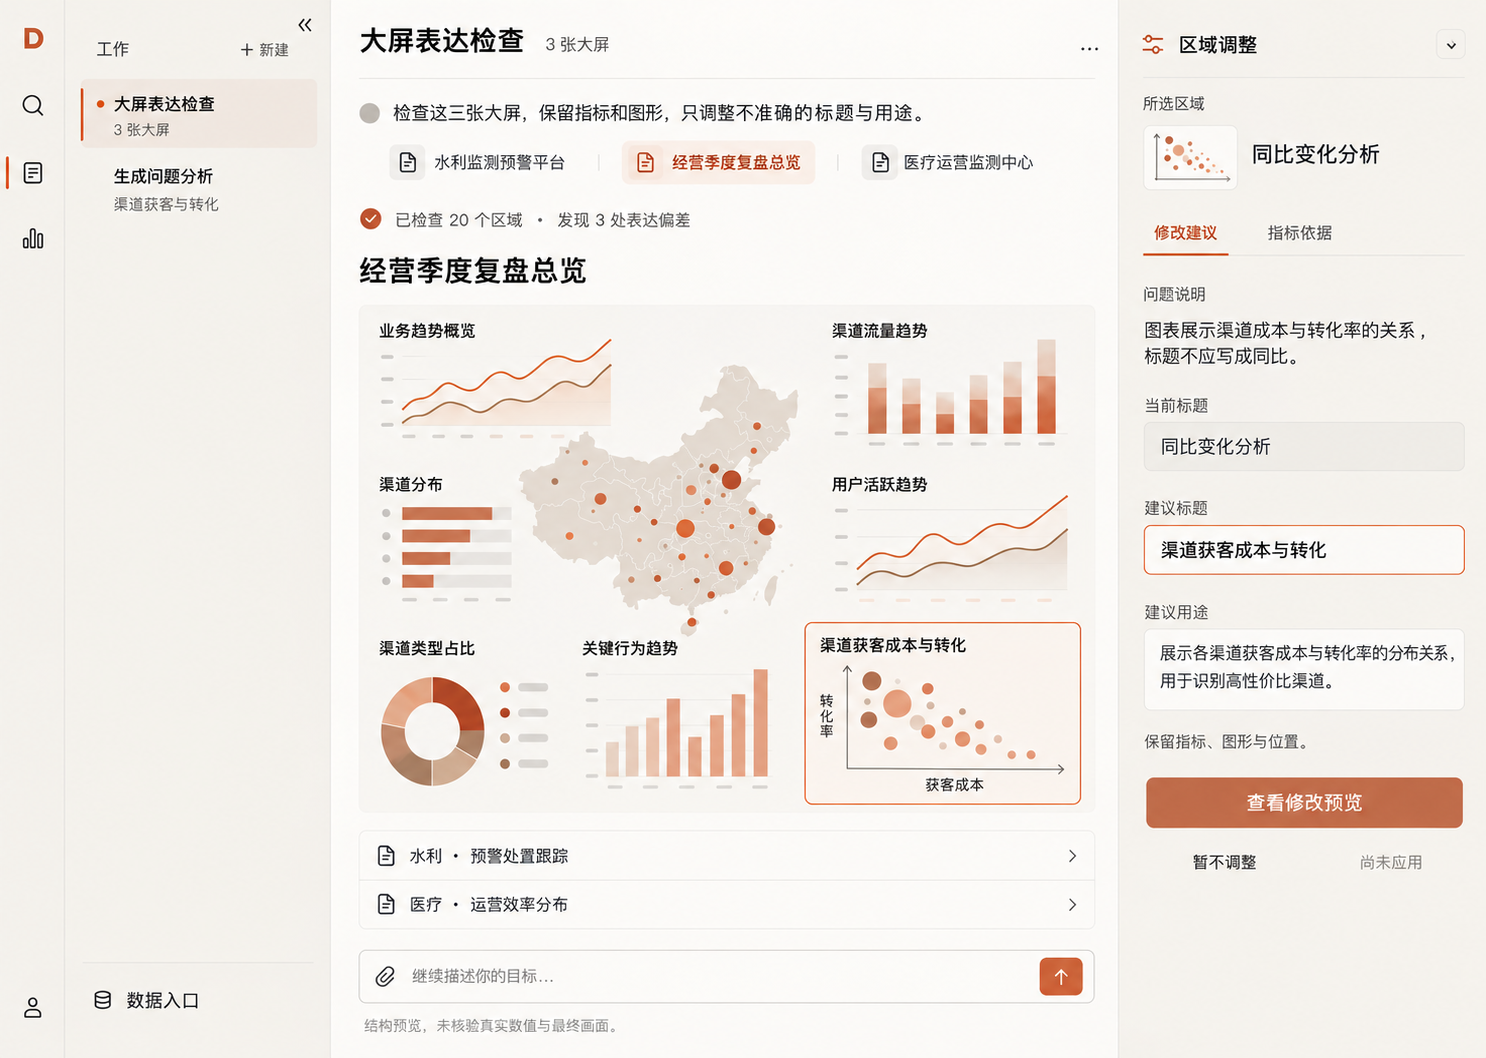 D
工作
+ 新建
大屏表达检查
3 张大屏
生成问题分析
渠道获客与转化
数据入口
大屏表达检查 3 张大屏
...
检查这三张大屏，保留指标和图形，只调整不准确的标题与用途。
水利监测预警平台
经营季度复盘总览
医疗运营监测中心
已检查 20 个区域 • 发现 3 处表达偏差
经营季度复盘总览
业务趋势概览
渠道流量趋势
渠道分布
用户活跃趋势
渠道类型占比
关键行为趋势
渠道获客成本与转化
转化率
获客成本
水利 • 预警处置跟踪
医疗 • 运营效率分布
继续描述你的目标...
结构预览，未核验真实数值与最终画面。
区域调整
所选区域
同比变化分析
修改建议
指标依据
问题说明
图表展示渠道成本与转化率的关系，
标题不应写成同比。
当前标题
同比变化分析
建议标题
渠道获客成本与转化
建议用途
展示各渠道获客成本与转化率的分布关系，
用于识别高性价比渠道。
保留指标、图形与位置。
查看修改预览
暂不调整
尚未应用